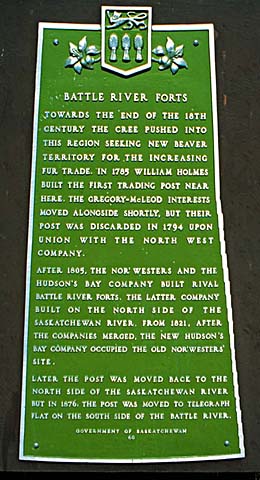 BATTLE RIVER FORTS
TOWARDS THE END OF THE 18TH
CENTURY THE CREE PUSHED INTO
THIS REGION SEEKING NEW BEAVER
TERRITORY FOR THE INCREASING
FUR TRADE. IN 1785 WILLIAM HOLMES
BUILT THE FIRST TRADING POST NEAR
HERE. THE GREGORY-McLEOD INTERESTS
MOVED ALONGSIDE SHORTLY, BUT THEIR
POST WAS DISCARDED IN 1794 UPON
UNION WITH THE NORTH WEST
COMPANY.
AFTER 1805, THE NOR'WESTERS AND THE
HUDSON'S BAY COMPANY BUILT RIVAL
BATTLE RIVER FORTS. THE LATTER COMPANY
BUILT ON THE NORTH SIDE OF THE
SASKATCHEWAN RIVER. FROM 1821, AFTER
THE COMPANIES MERGED, THE NEW HUDSON'S
BAY COMPANY OCCUPIED THE OLD NORWESTERS'
SITE.
LATER THE POST WAS MOVED BACK TO THE
NORTH SIDE OF THE SASKATCHEWAN RIVER
BUT IN 1876, THE POST WAS MOVED TO TELEGRAPH
FLAT ON THE SOUTH SIDE OF THE BATTLE RIVER.
GOVERNMENT OF SASKATCHEWAN
66